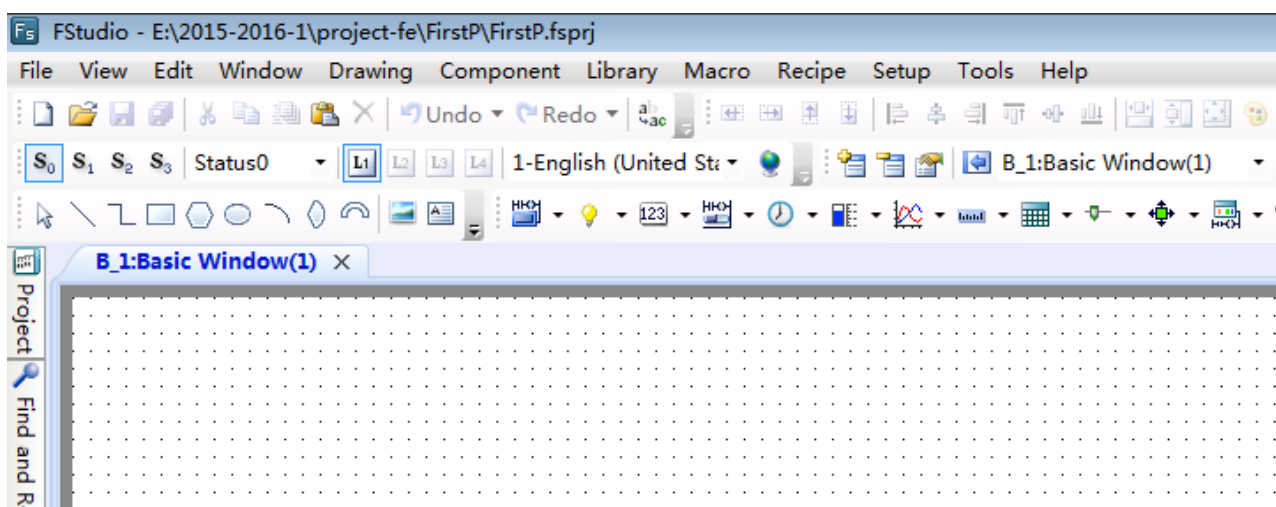 Fs FStudio - E:\2015-2016-1\project-fe\FirstP\FirstP.fsprj
File View Edit Window Drawing Component Library Macro Recipe Setup Tools Help
Undo Redo ab ac
S0 S1 S2 S3 Status0 L1 L2 L3 L4 1-English (United Sta B_1:Basic Window(1)
A 123
B_1:Basic Window(1)
Project
Find and R